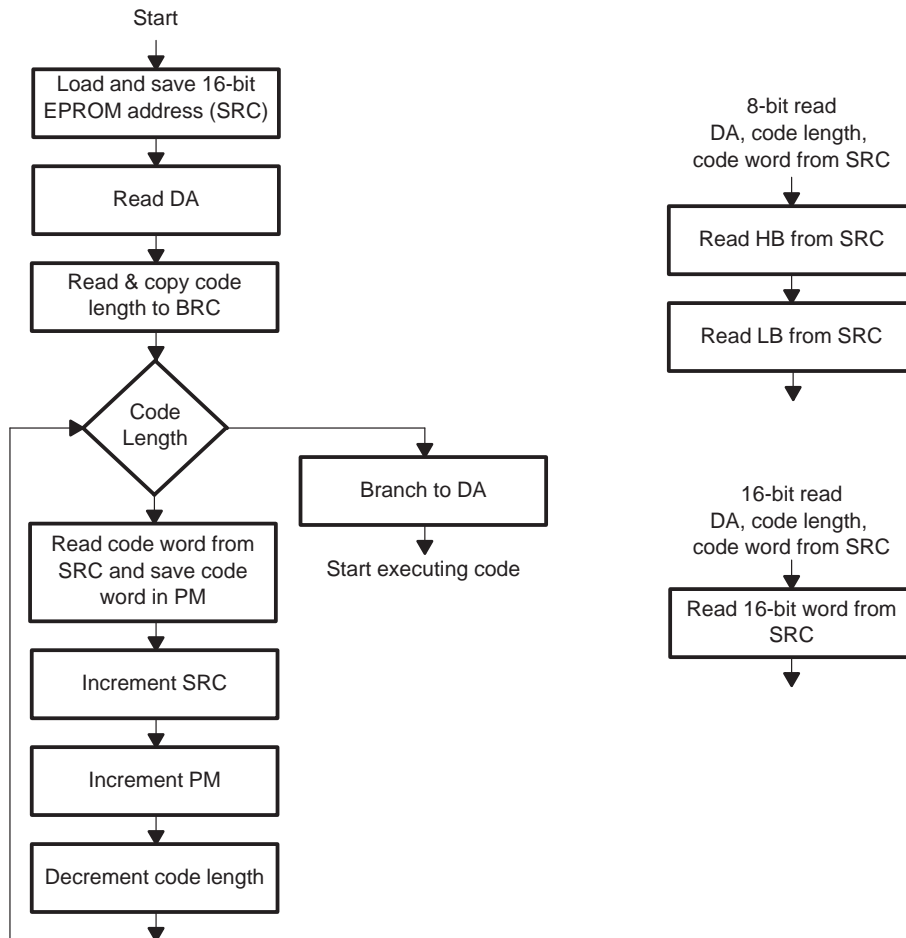 Start
Load and save 16-bit
EPROM address (SRC)
Read DA
Read & copy code
length to BRC
Code
Length
Branch to DA
Start executing code
Read code word from
SRC and save code
word in PM
Increment SRC
Increment PM
Decrement code length
8-bit read
DA, code length,
code word from SRC
Read HB from SRC
Read LB from SRC
16-bit read
DA, code length,
code word from SRC
Read 16-bit word from
SRC